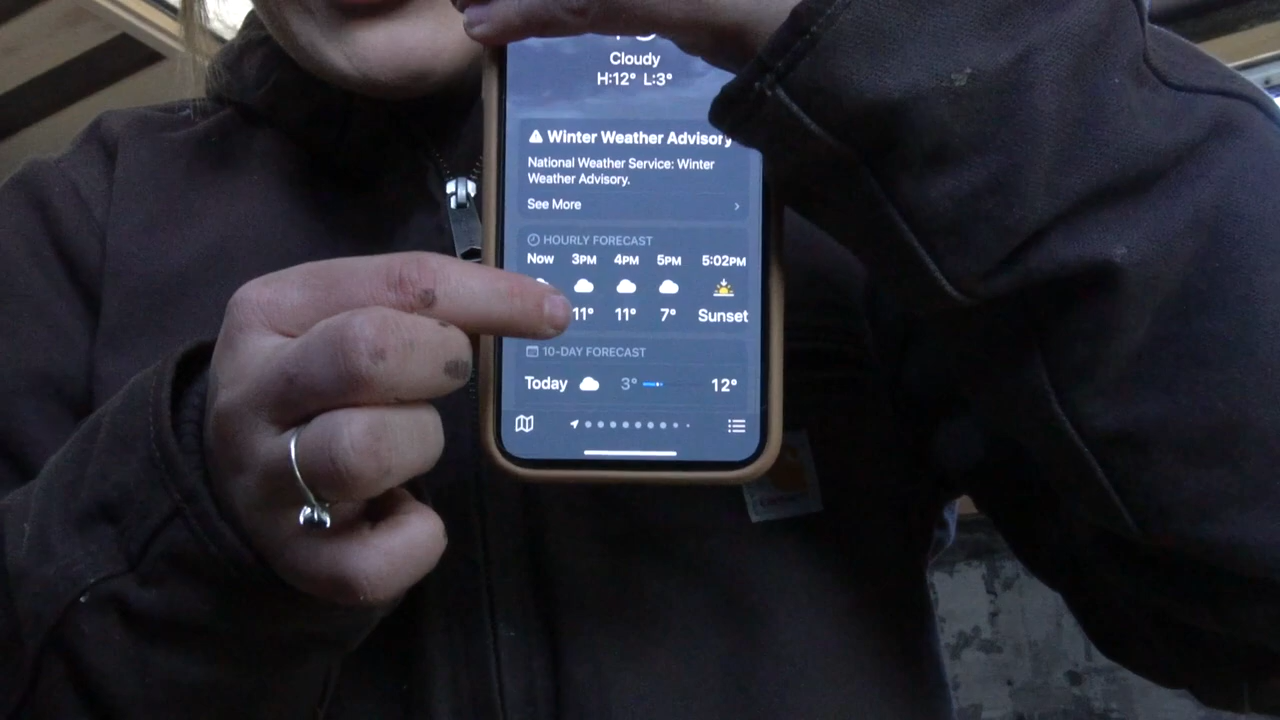 Cloudy
H:12° L:3°
Winter Weather Advisory
National Weather Service: Winter
Weather Advisory.
See More
HOURLY FORECAST
Now 3PM 4PM 5PM 5:02PM
11° 11° 7° Sunset
10-DAY FORECAST
Today 3° 12°